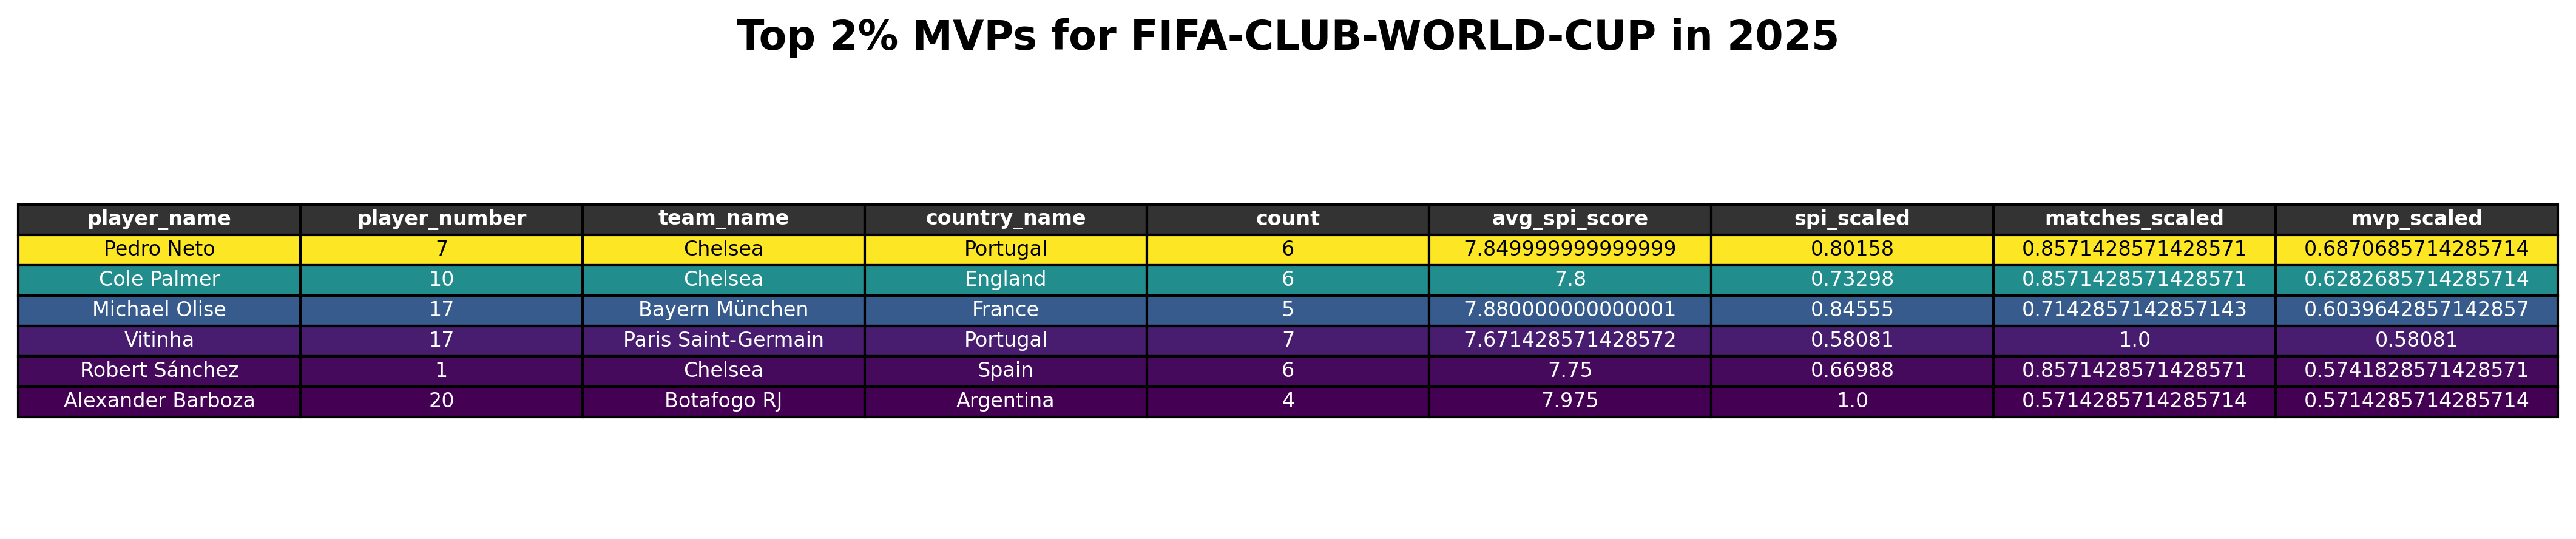 Top 2% MVPs for FIFA-CLUB-WORLD-CUP in 2025
player_name player_number team_name country_name count avg_spi_score spi_scaled matches_scaled mvp_scaled
Pedro Neto 7 Chelsea Portugal 6 7.849999999999999 0.80158 0.8571428571428571 0.6870685714285714
Cole Palmer 10 Chelsea England 6 7.8 0.73298 0.8571428571428571 0.6282685714285714
Michael Olise 17 Bayern München France 5 7.880000000000001 0.84555 0.7142857142857143 0.6039642857142857
Vitinha 17 Paris Saint-Germain Portugal 7 7.671428571428572 0.58081 1.0 0.58081
Robert Sánchez 1 Chelsea Spain 6 7.75 0.66988 0.8571428571428571 0.5741828571428571
Alexander Barboza 20 Botafogo RJ Argentina 4 7.975 1.0 0.5714285714285714 0.5714285714285714